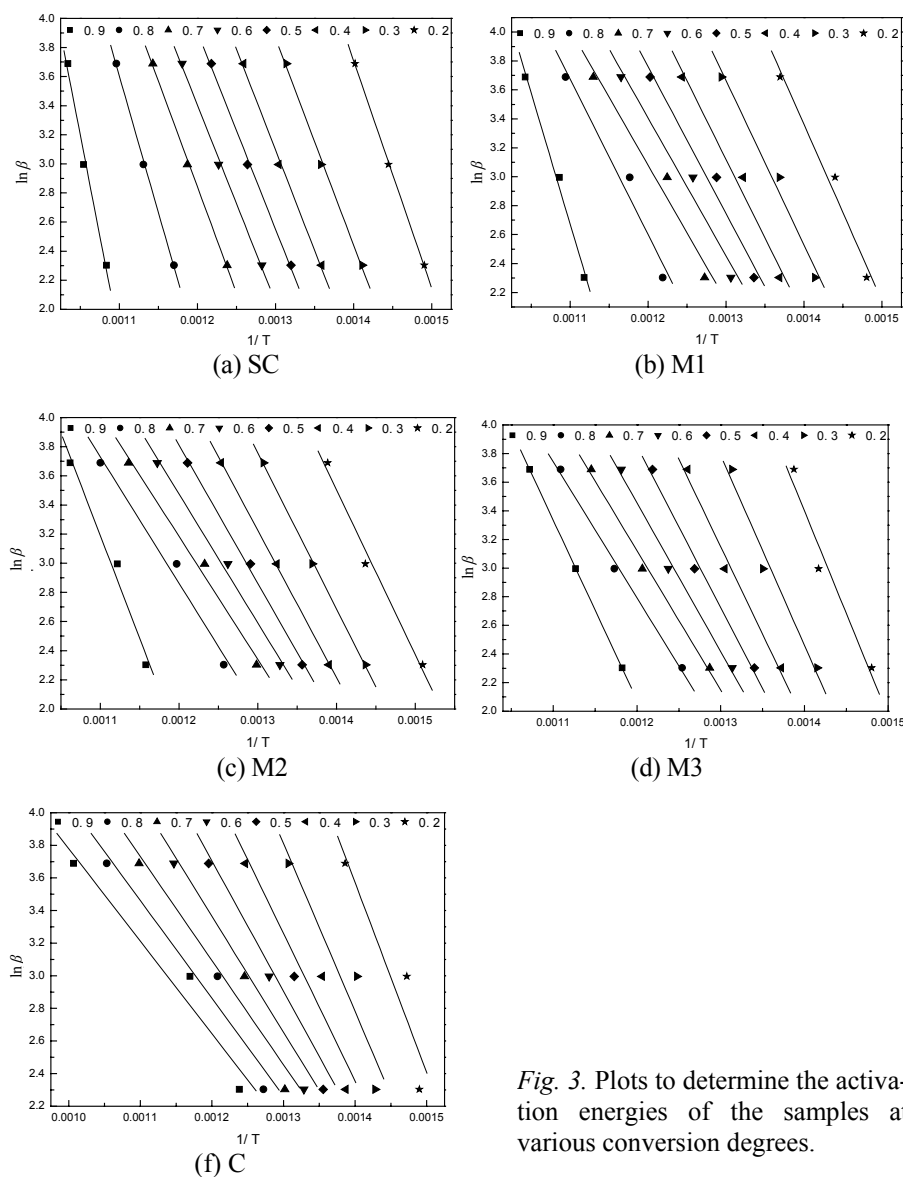 4.0
3.8
3.6
3.4
3.2
3.0
2.8
2.6
2.4
2.2
2.0
ln β
0. 9 0. 8 0. 7 0. 6 0. 5 0. 4 0. 3 0. 2
0.0011 0.0012 0.0013 0.0014 0.0015
1/ T
(a) SC
4.0
3.8
3.6
3.4
3.2
3.0
2.8
2.6
2.4
2.2
ln β
0. 9 0. 8 0. 7 0. 6 0. 5 0. 4 0. 3 0. 2
0.0011 0.0012 0.0013 0.0014 0.0015
1/ T
(b) M1
4.0
3.8
3.6
3.4
3.2
3.0
2.8
2.6
2.4
2.2
2.0
ln β
0. 9 0. 8 0. 7 0. 6 0. 5 0. 4 0. 3 0. 2
0.0011 0.0012 0.0013 0.0014 0.0015
1/ T
(c) M2
4.0
3.8
3.6
3.4
3.2
3.0
2.8
2.6
2.4
2.2
2.0
ln β
0. 9 0. 8 0. 7 0. 6 0. 5 0. 4 0. 3 0. 2
0.0011 0.0012 0.0013 0.0014 0.0015
1/ T
(d) M3
4.0
3.8
3.6
3.4
3.2
3.0
2.8
2.6
2.4
2.2
ln β
0. 9 0. 8 0. 7 0. 6 0. 5 0. 4 0. 3 0. 2
0.0010 0.0011 0.0012 0.0013 0.0014 0.0015
1/ T
(f) C
Fig. 3. Plots to determine the activa-
tion energies of the samples at
various conversion degrees.